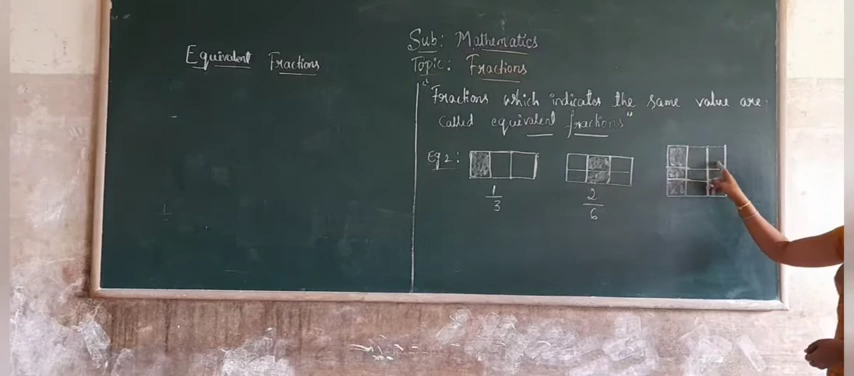 Equivalent Fractions
Sub: Mathematics
Topic: Fractions
"Fractions which indicates the same value are
called equivalent fractions"
Eg 2:
1/3 2/6